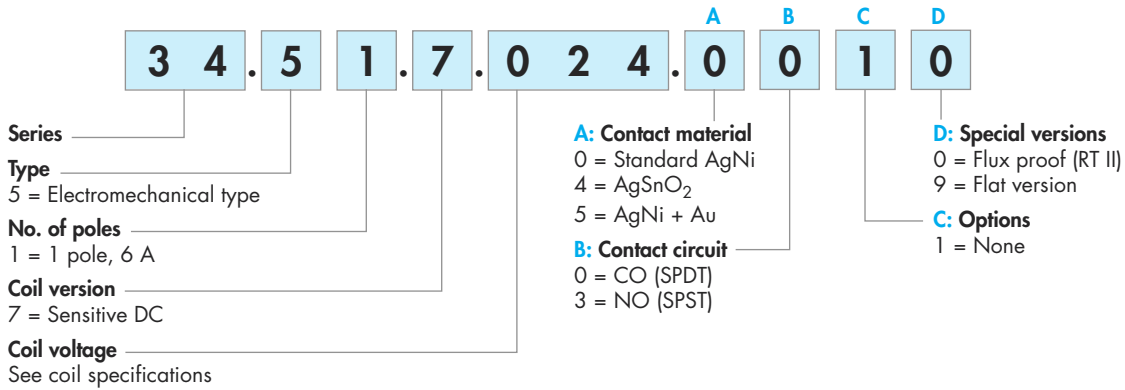 A B C D
3 4 . 5 1 . 7 . 0 2 4 . 0 0 1 0
Series
Type
5 = Electromechanical type
No. of poles
1 = 1 pole, 6 A
Coil version
7 = Sensitive DC
Coil voltage
See coil specifications
A: Contact material
0 = Standard AgNi
4 = AgSnO₂
5 = AgNi + Au
B: Contact circuit
0 = CO (SPDT)
3 = NO (SPST)
D: Special versions
0 = Flux proof (RT II)
9 = Flat version
C: Options
1 = None